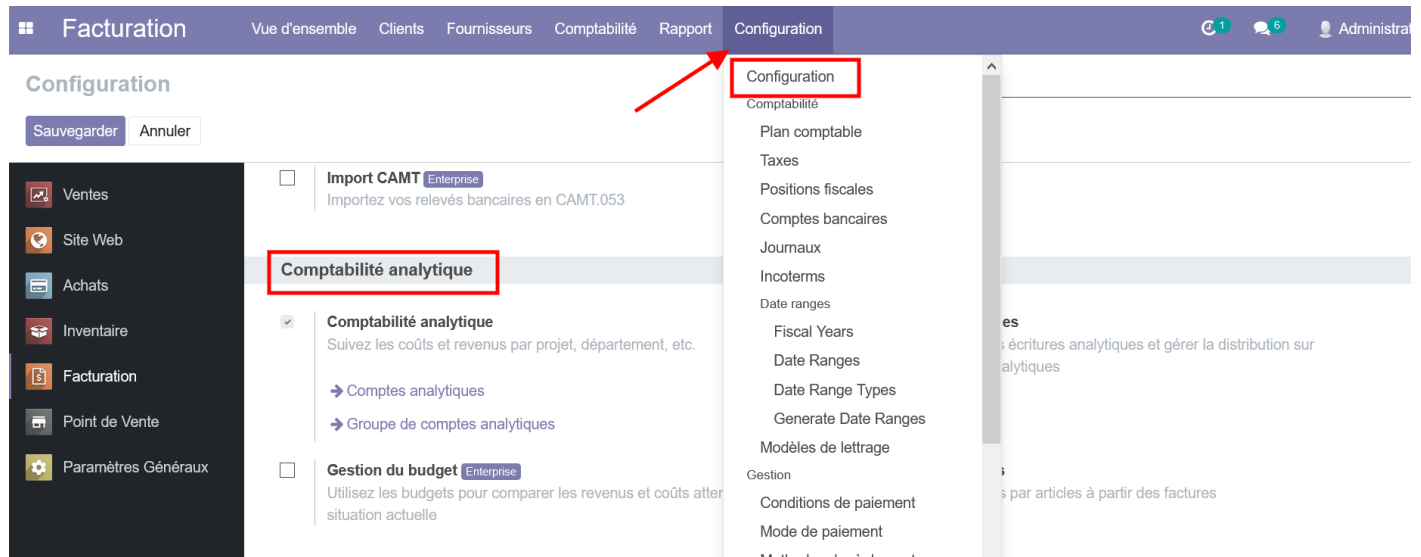 Facturation
Vue d'ensemble Clients Fournisseurs Comptabilité Rapport Configuration
1 6 Administrat
Configuration
Sauvegarder Annuler
Ventes
Site Web
Achats
Inventaire
Facturation
Point de Vente
Paramètres Généraux
Import CAMT Enterprise
Importez vos relevés bancaires en CAMT.053
Comptabilité analytique
Comptabilité analytique
Suivez les coûts et revenus par projet, département, etc.
Comptes analytiques
Groupe de comptes analytiques
Gestion du budget Enterprise
Utilisez les budgets pour comparer les revenus et coûts atter
situation actuelle
Configuration
Comptabilité
Plan comptable
Taxes
Positions fiscales
Comptes bancaires
Journaux
Incoterms
Date ranges
Fiscal Years
Date Ranges
Date Range Types
Generate Date Ranges
Modèles de lettrage
Gestion
Conditions de paiement
Mode de paiement
es
écritures analytiques et gérer la distribution sur
alytiques
par articles à partir des factures